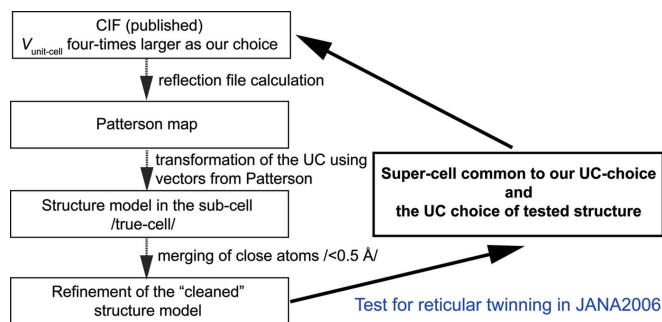 CIF (published)
Vunit-cell four-times larger as our choice
reflection file calculation
Patterson map
transformation of the UC using
vectors from Patterson
Structure model in the sub-cell
/true-cell/
merging of close atoms /<0.5 Å/
Refinement of the “cleaned”
structure model
Super-cell common to our UC-choice
and
the UC choice of tested structure
Test for reticular twinning in JANA2006